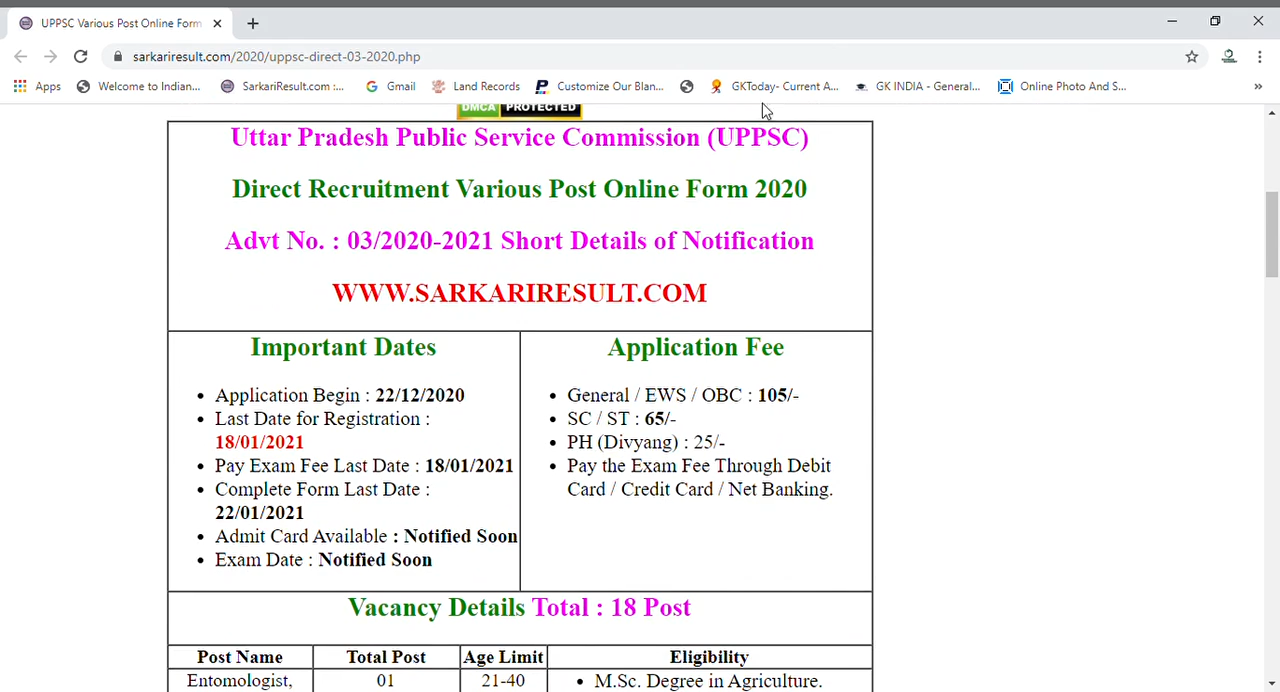 UPPSC Various Post Online Form
sarkariresult.com/2020/uppsc-direct-03-2020.php
Apps Welcome to Indian... SarkariResult.com :... Gmail Land Records Customize Our Blan... GKToday- Current A... GK INDIA - General... Online Photo And S...
DMCA PROTECTED
Uttar Pradesh Public Service Commission (UPPSC)
Direct Recruitment Various Post Online Form 2020
Advt No. : 03/2020-2021 Short Details of Notification
WWW.SARKARIRESULT.COM
Important Dates
Application Begin : 22/12/2020
Last Date for Registration :
18/01/2021
Pay Exam Fee Last Date : 18/01/2021
Complete Form Last Date :
22/01/2021
Admit Card Available : Notified Soon
Exam Date : Notified Soon
Application Fee
General / EWS / OBC : 105/-
SC / ST : 65/-
PH (Divyang) : 25/-
Pay the Exam Fee Through Debit
Card / Credit Card / Net Banking.
Vacancy Details Total : 18 Post
Post Name Total Post Age Limit Eligibility
Entomologist, 01 21-40 M.Sc. Degree in Agriculture.